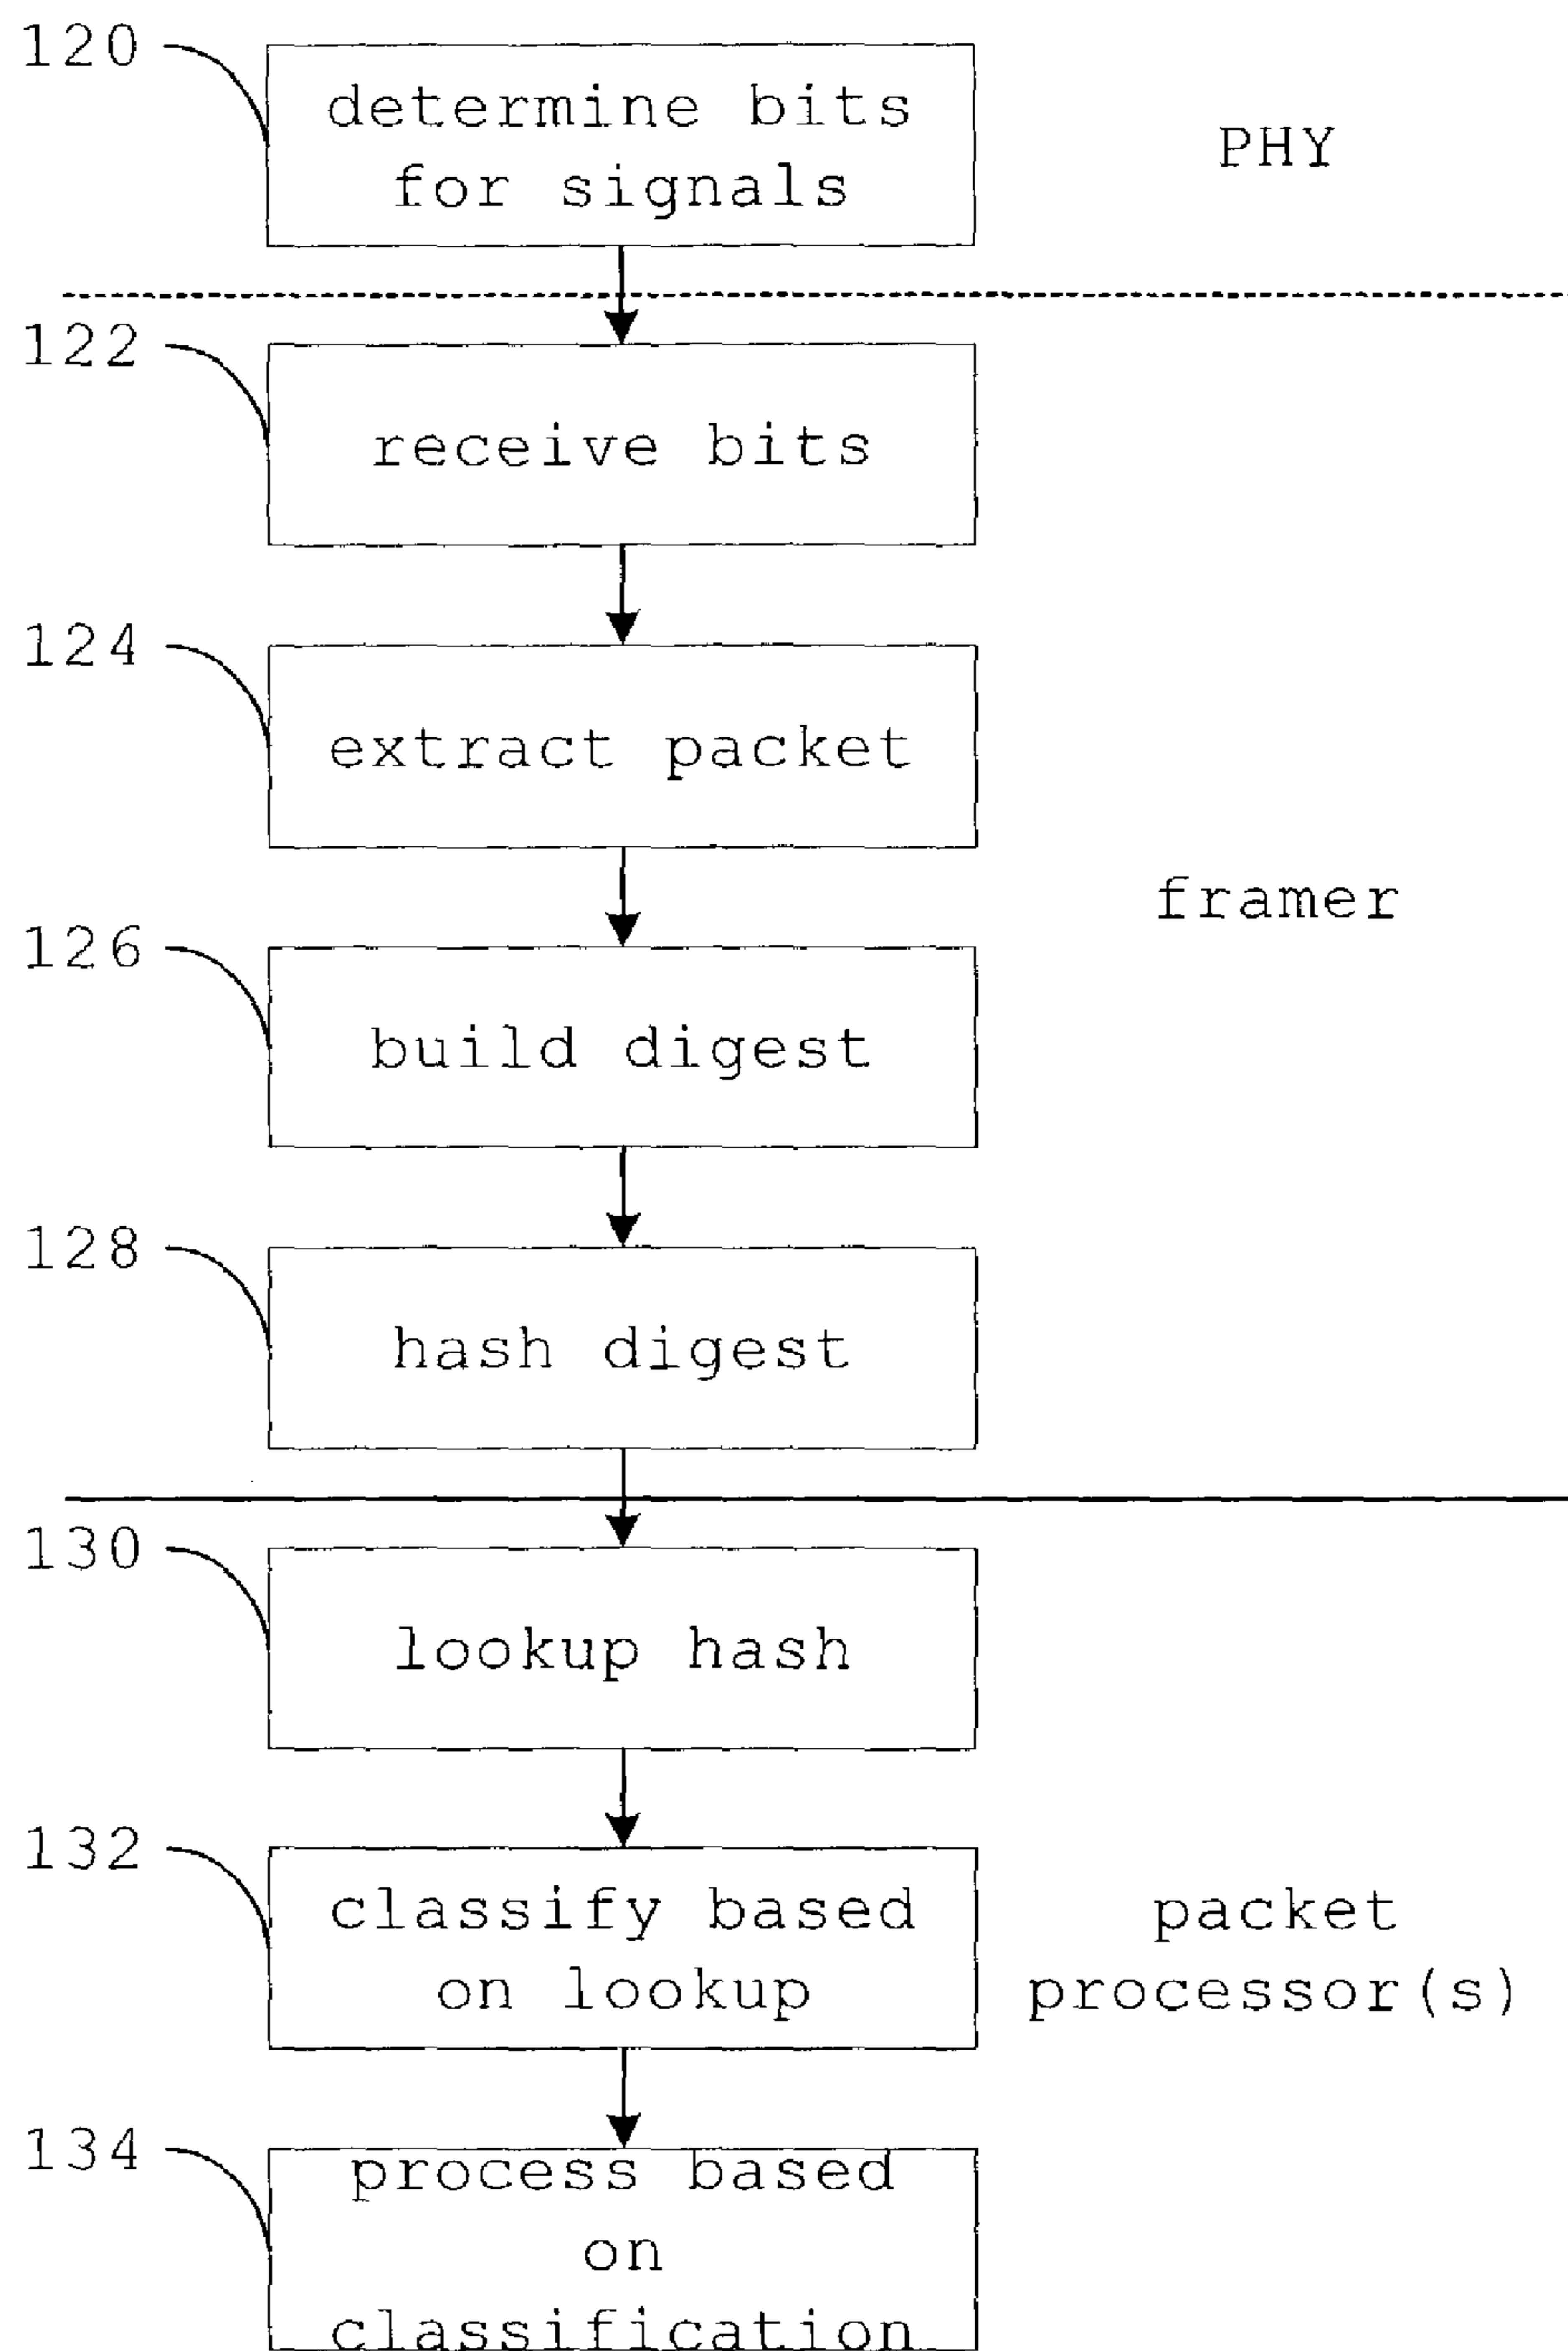 120
determine bits
for signals
PHY
122
receive bits
124
extract packet
framer
126
build digest
128
hash digest
130
lookup hash
132
classify based
on lookup
packet
processor(s)
134
process based
on
classification